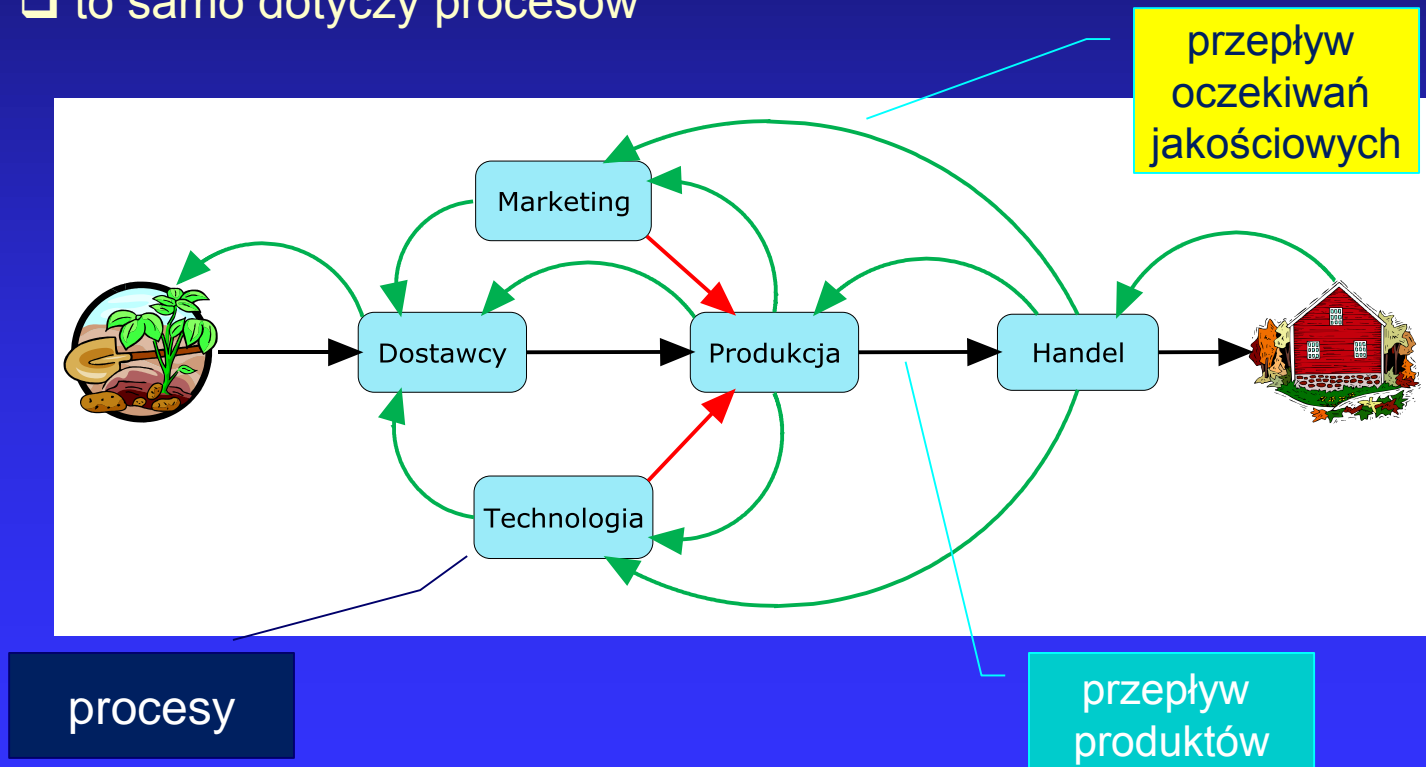 to samo dotyczy procesów
przepływ
oczekiwań
jakościowych
Marketing
Dostawcy
Produkcja
Handel
Technologia
procesy
przepływ
produktów